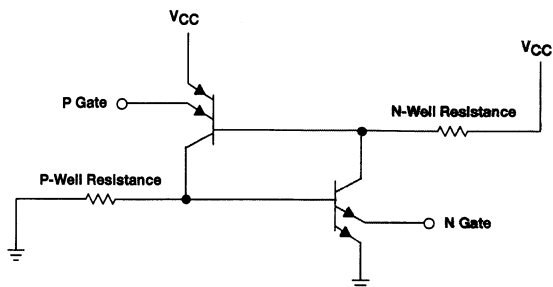 VCC
VCC
P Gate
N-Well Resistance
P-Well Resistance
N Gate